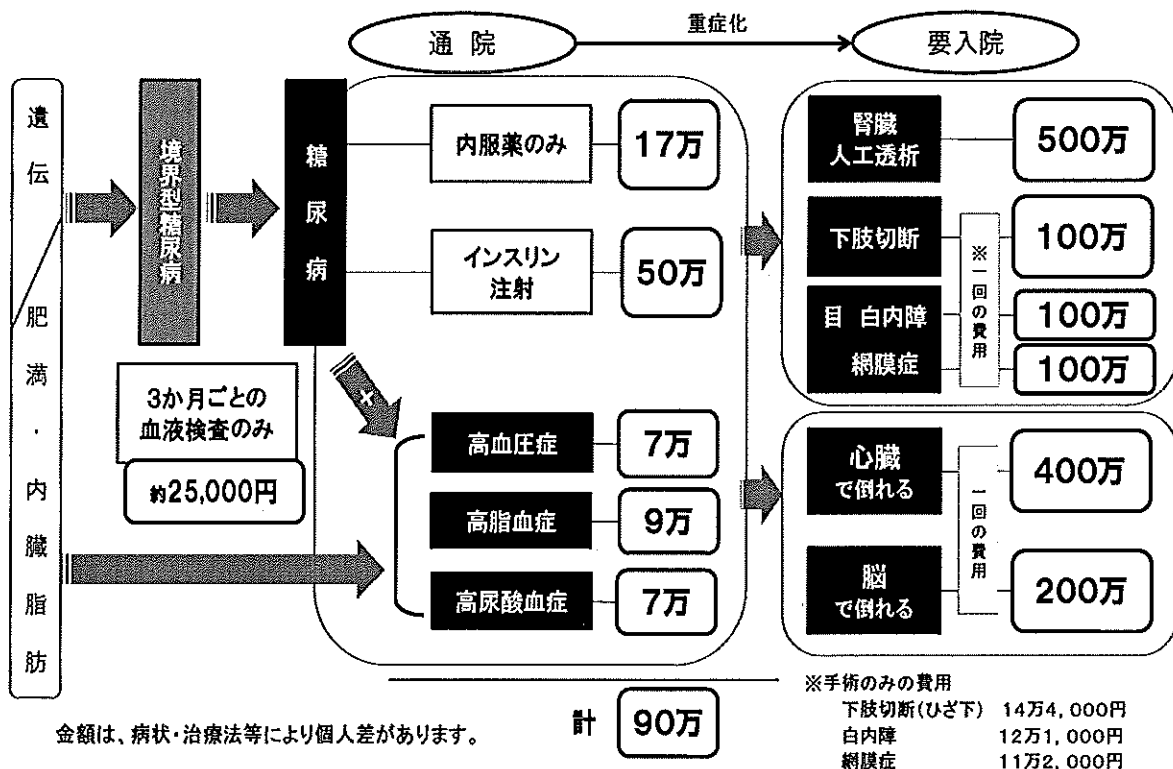 通 院
重症化
要入院
遺伝／肥満・内臓脂肪
境界型糖尿病
3か月ごとの
血液検査のみ
約25,000円
糖尿病
内服薬のみ
17万
インスリン
注射
50万
+
高血圧症
7万
高脂血症
9万
高尿酸血症
7万
計
90万
腎臓
人工透析
500万
下肢切断
100万
目 白内障
100万
網膜症
100万
※一回の費用
心臓
で倒れる
400万
脳
で倒れる
200万
一回の費用
※手術のみの費用
下肢切断(ひざ下) 14万4,000円
白内障 12万1,000円
網膜症 11万2,000円
金額は、病状・治療法等により個人差があります。